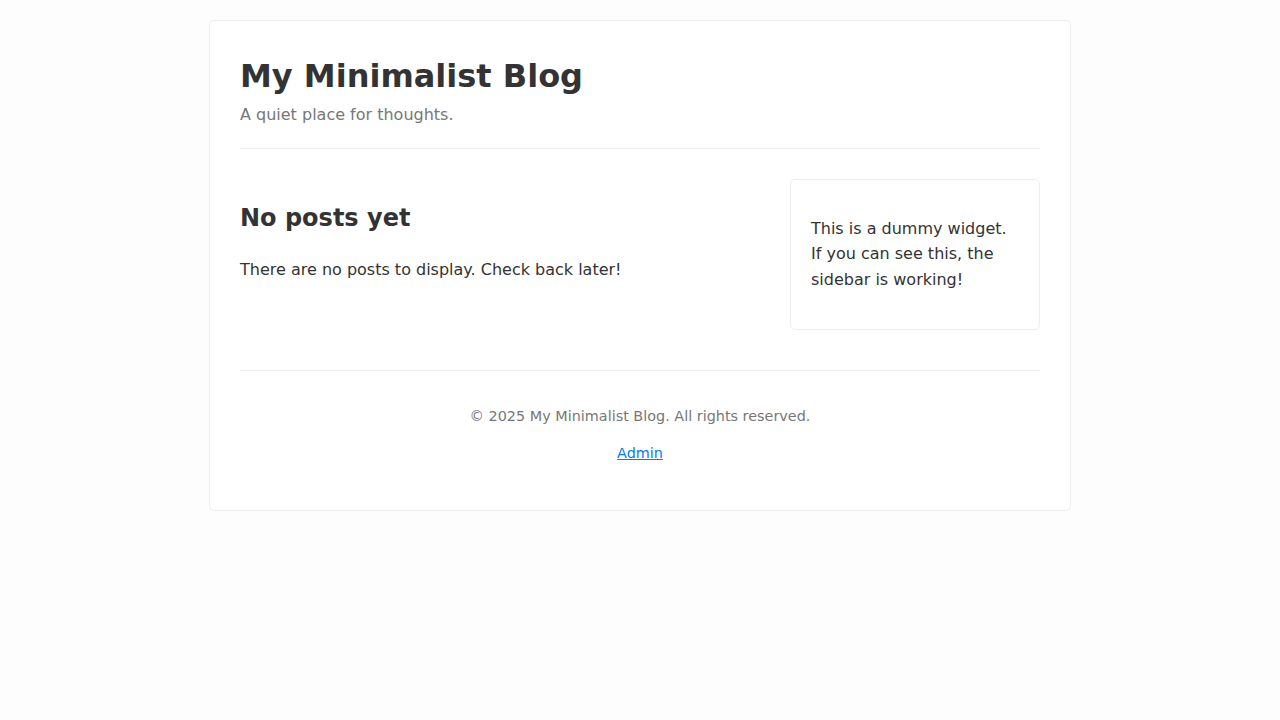 My Minimalist Blog
A quiet place for thoughts.
No posts yet
There are no posts to display. Check back later!
This is a dummy widget.
If you can see this, the
sidebar is working!
© 2025 My Minimalist Blog. All rights reserved.
Admin